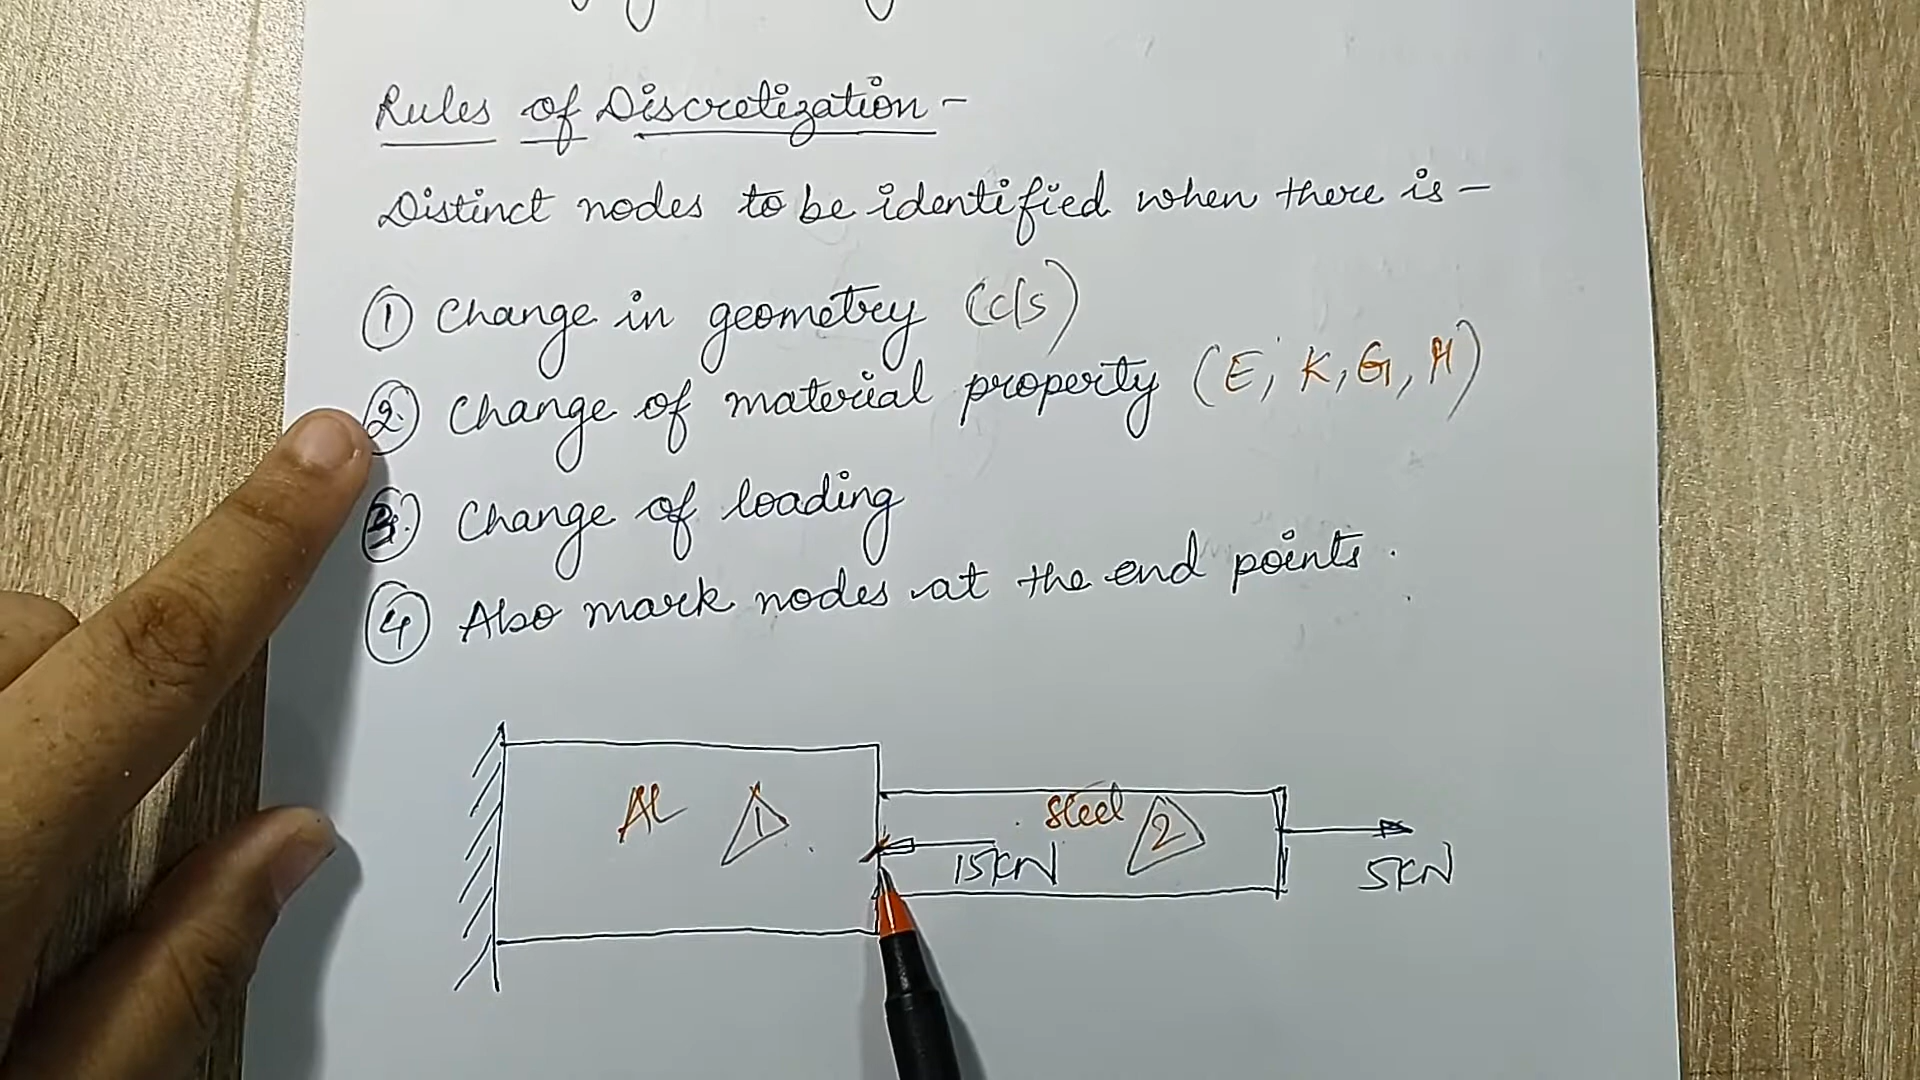 Rules of Discretization -
Distinct nodes to be identified when there is -
① Change in geometry (c/s)
②. Change of material property (E, K, G, H)
③. Change of loading
④ Also mark nodes at the end points.
AL 1
Steel 2
15KN
5KN